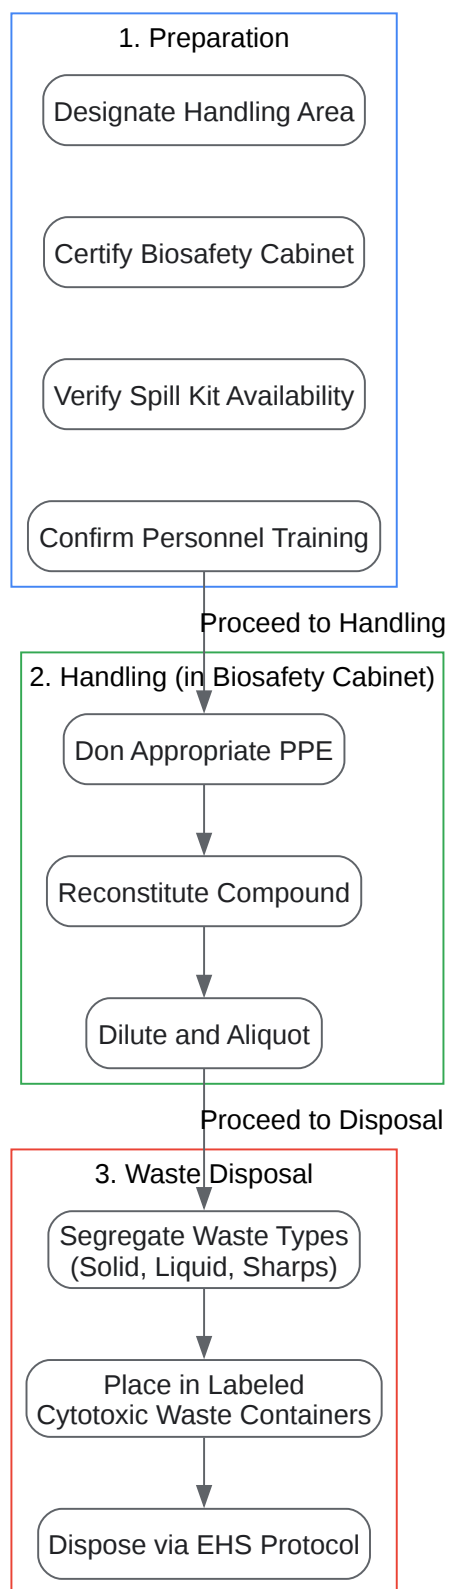 1. Preparation
Designate Handling Area
Certify Biosafety Cabinet
Verify Spill Kit Availability
Confirm Personnel Training
Proceed to Handling
2. Handling (in Biosafety Cabinet)
Don Appropriate PPE
Reconstitute Compound
Dilute and Aliquot
Proceed to Disposal
3. Waste Disposal
Segregate Waste Types
(Solid, Liquid, Sharps)
Place in Labeled
Cytotoxic Waste Containers
Dispose via EHS Protocol